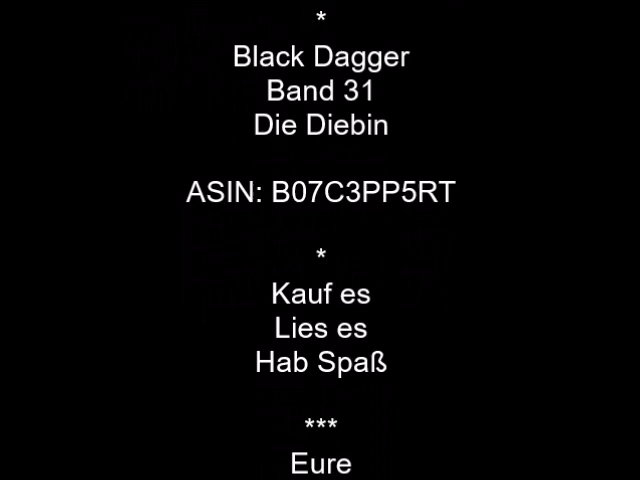 *
Black Dagger
Band 31
Die Diebin
ASIN: B07C3PP5RT
*
Kauf es
Lies es
Hab Spaß
***
Eure